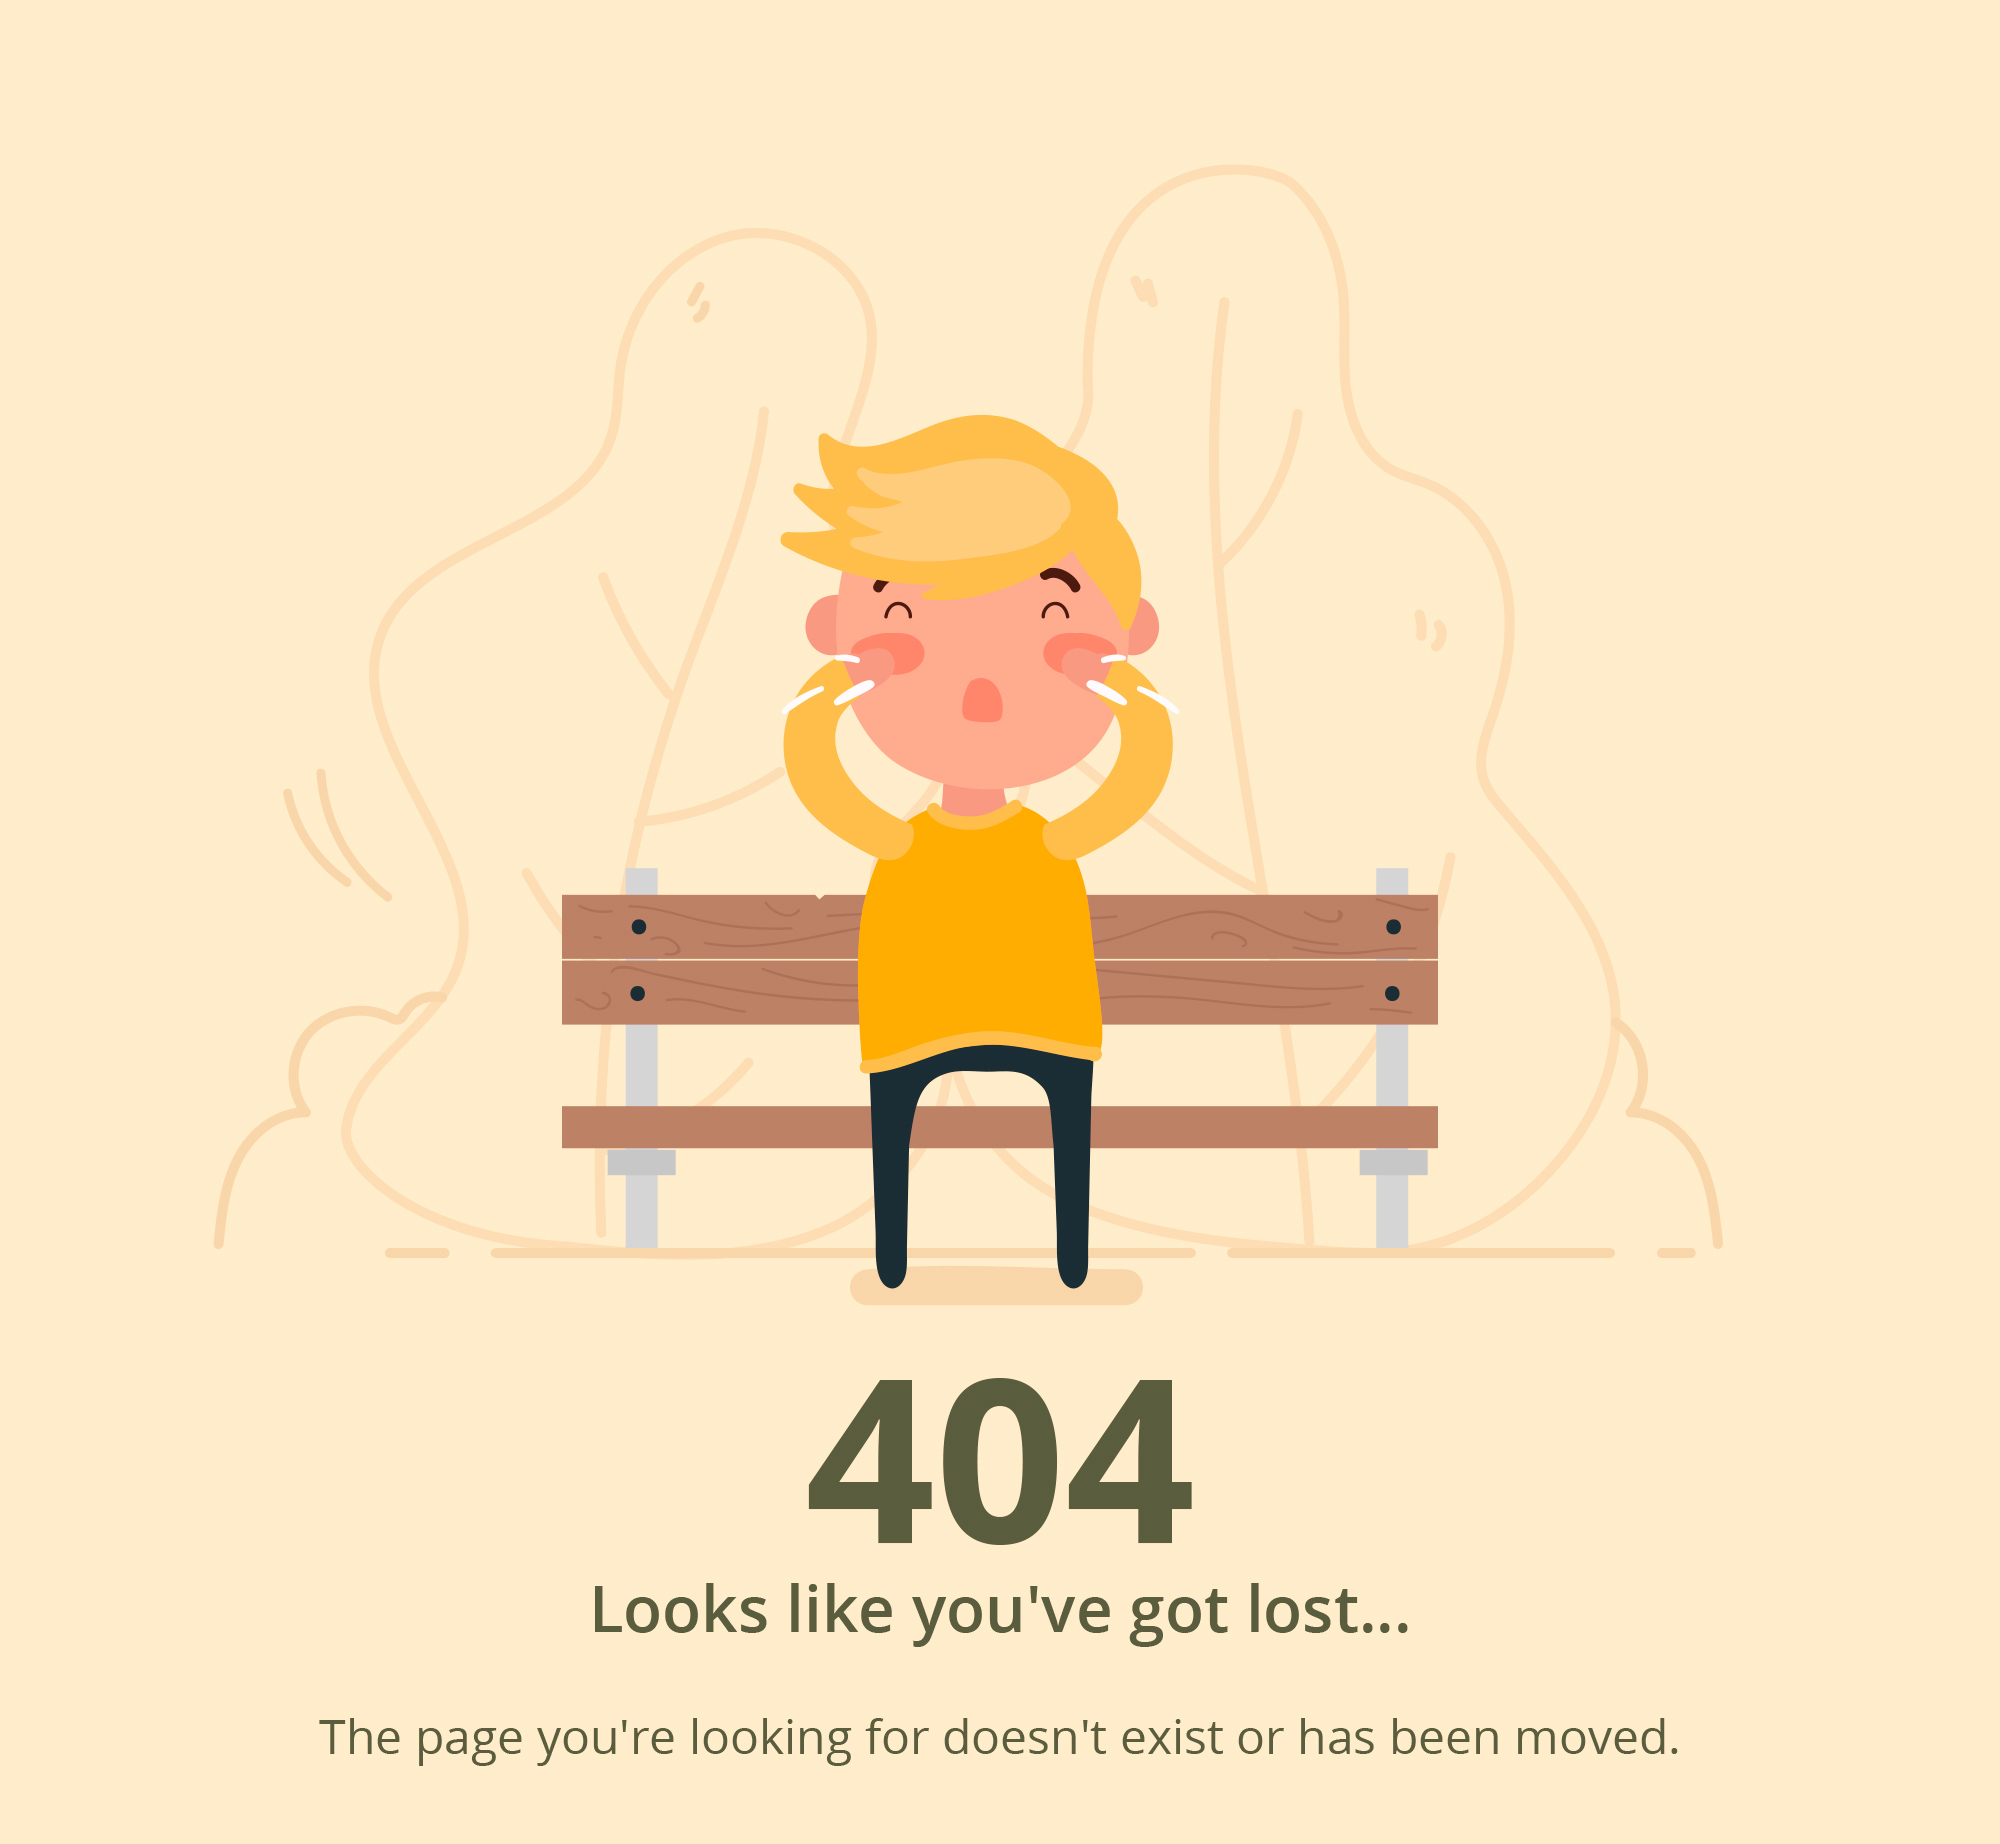 404
Looks like you've got lost...
The page you're looking for doesn't exist or has been moved.